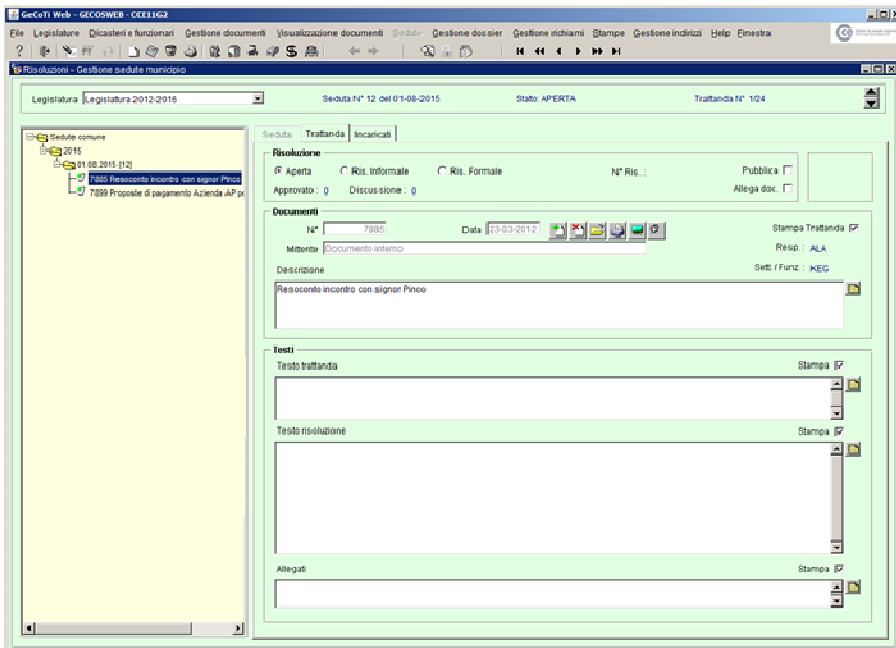 GeCoTi Web - GECOSWEB - CEE11G2
File Legislature Dicasteri e funzionari Gestione documenti Visualizzazione documenti Sedute Gestione dossier Gestione richiami Stampe Gestione indirizzi Help Finestra
Risoluzioni - Gestione sedute municipio
Legislatura Legislatura 2012-2016 Seduta N° 12 del 01-08-2015 Stato: APERTA Trattanda N° 1/24
Sedute comune
2015
01.08.2015 [12]
7885 Resoconto incontro con signor Pinco
7899 Proposte di pagamento Azienda AP pe
Seduta Trattanda Incaricati
Risoluzione
Aperta Ris. Informale Ris. Formale N° Ris. : Pubblica
Approvato : 0 Discussione : 0 Allega doc.
Documenti
N° 7885 Data 23-03-2012 Stampa Trattanda
Mittente Documento interno Resp. : ALA
Descrizione Sett. / Funz. : KEG
Resoconto incontro con signor Pinco
Testi
Testo trattanda Stampa
Testo risoluzione Stampa
Allegati Stampa